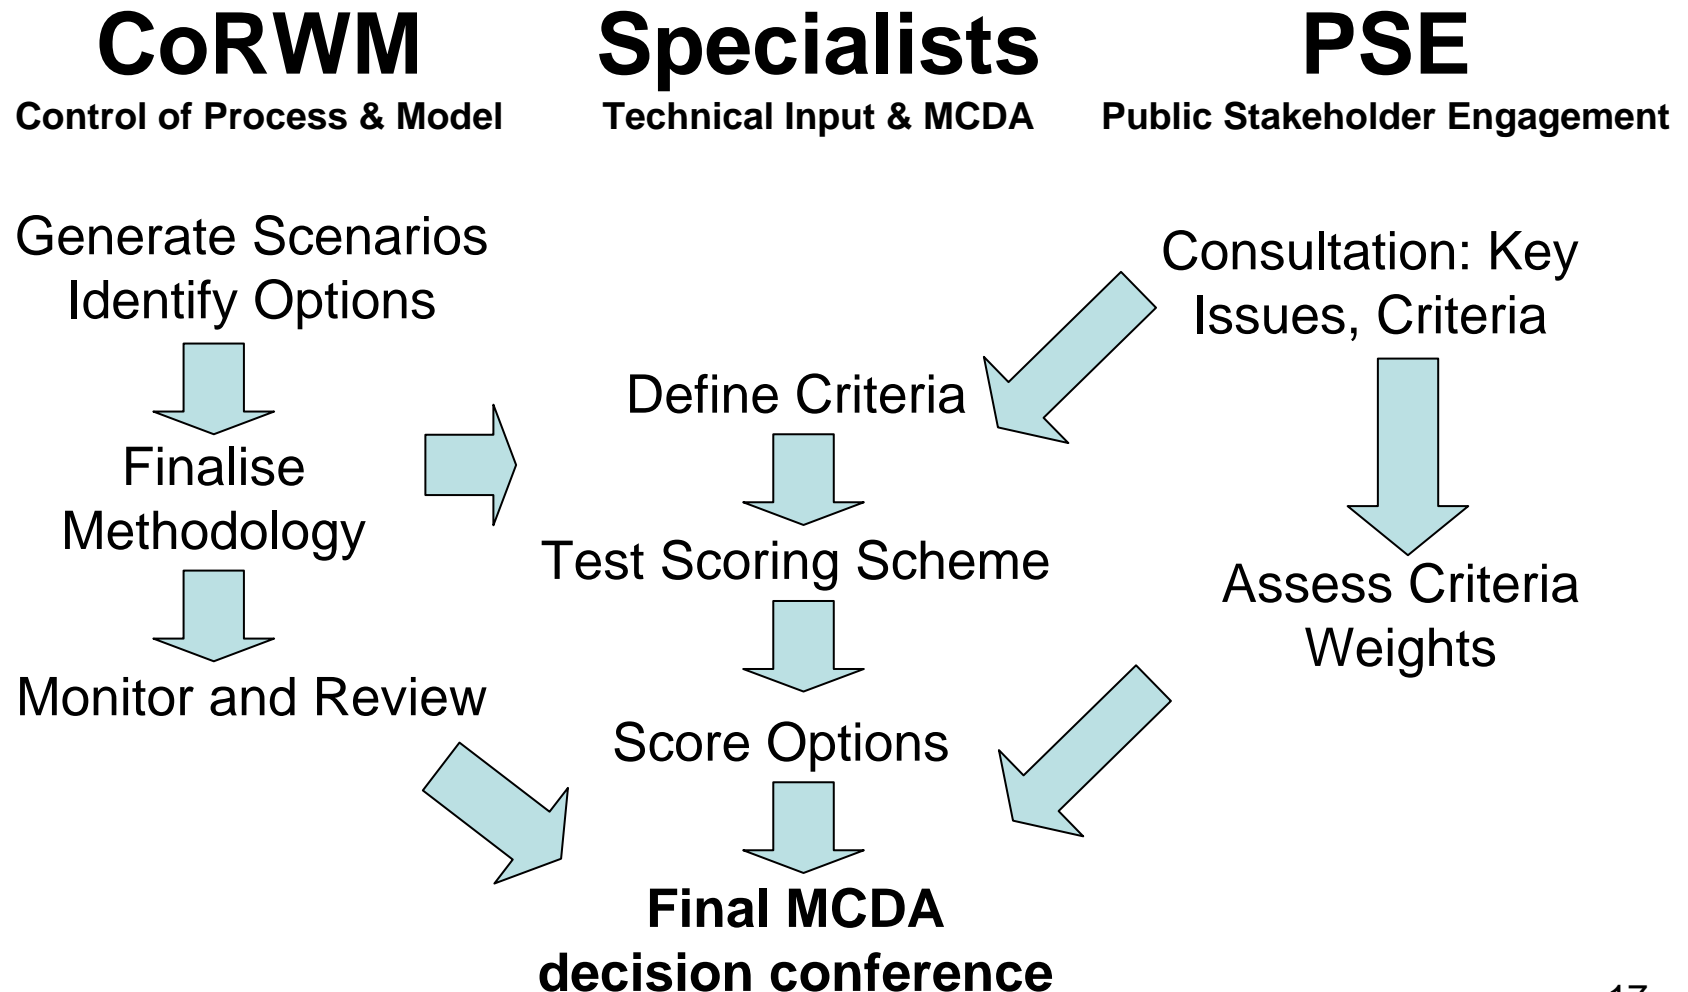 CoRWM
Control of Process & Model
Specialists
Technical Input & MCDA
PSE
Public Stakeholder Engagement
Generate Scenarios
Identify Options
Finalise
Methodology
Monitor and Review
Define Criteria
Test Scoring Scheme
Score Options
Final MCDA
decision conference
Consultation: Key
Issues, Criteria
Assess Criteria
Weights
17